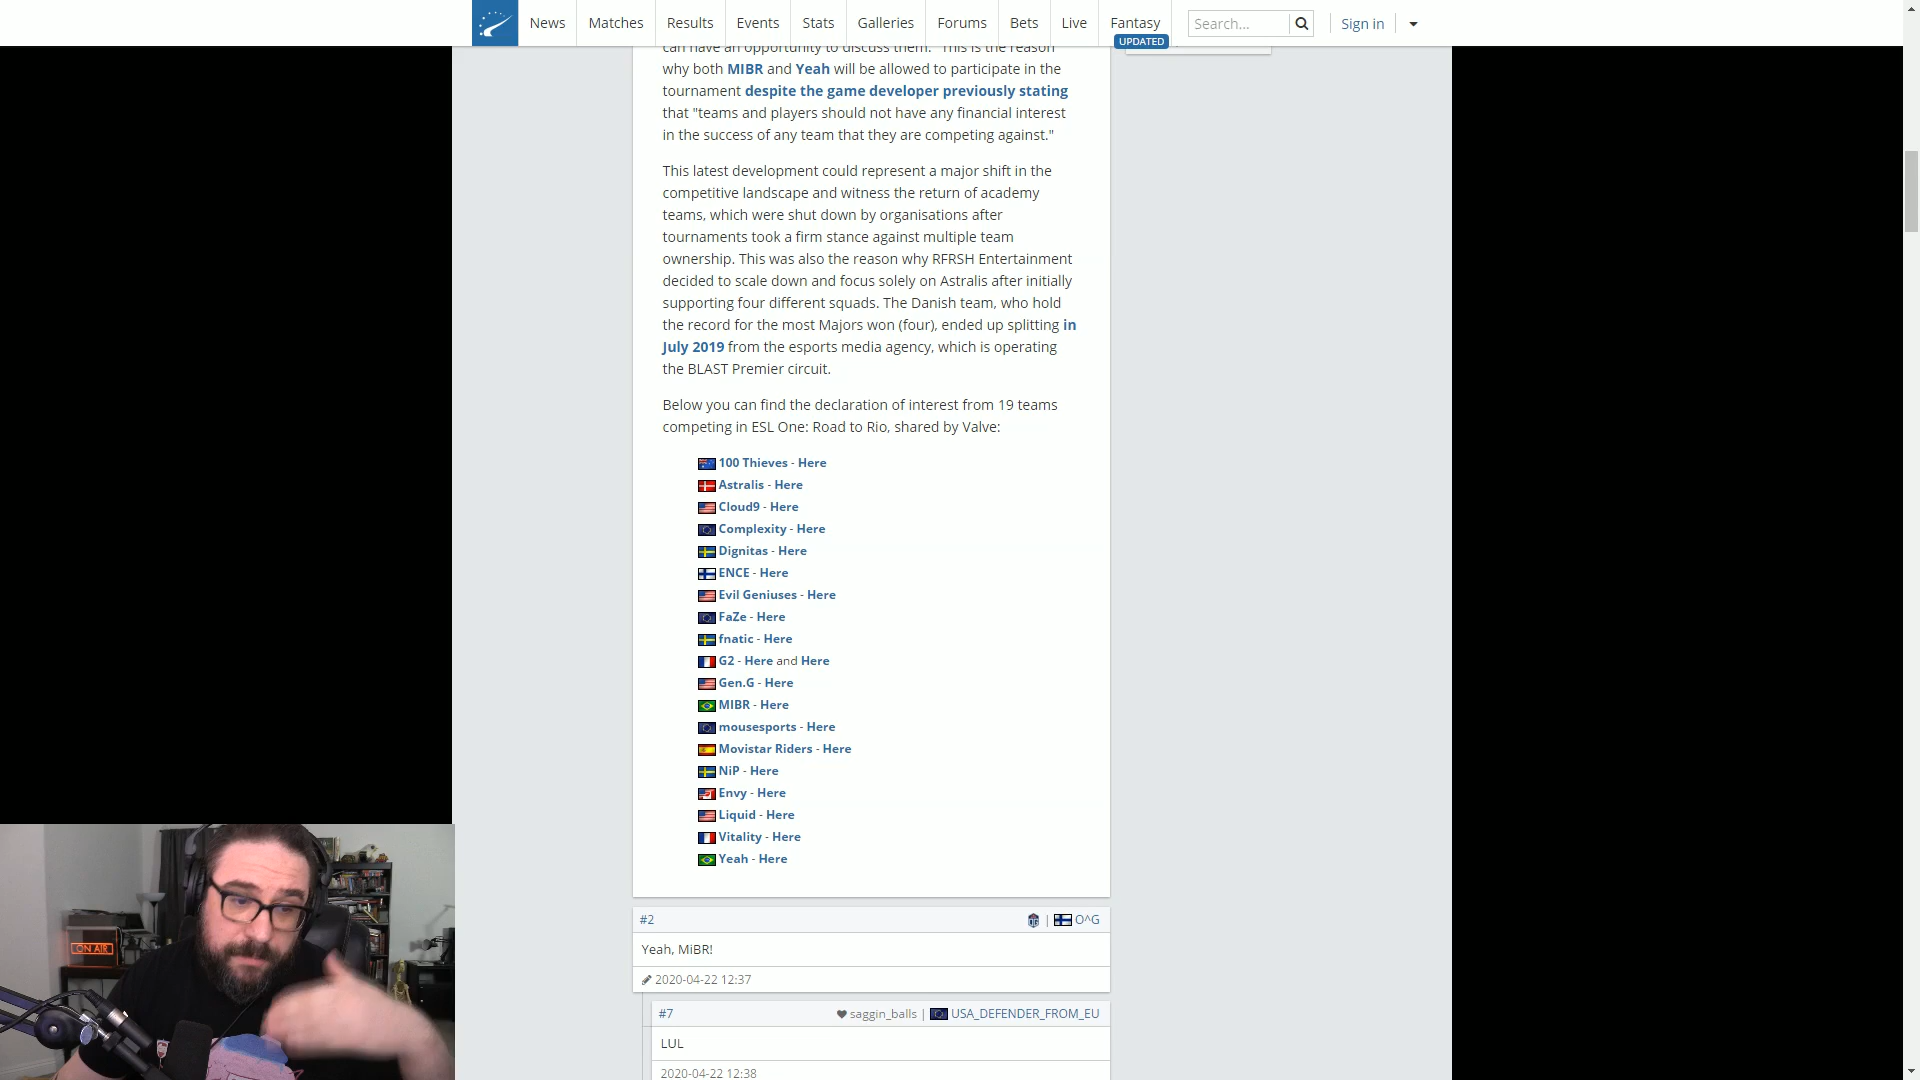 News Matches Results Events Stats Galleries Forums Bets Live Fantasy Search... Sign in
UPDATED
can have an opportunity to discuss them." This is the reason
why both MIBR and Yeah will be allowed to participate in the
tournament despite the game developer previously stating
that "teams and players should not have any financial interest
in the success of any team that they are competing against."
This latest development could represent a major shift in the
competitive landscape and witness the return of academy
teams, which were shut down by organisations after
tournaments took a firm stance against multiple team
ownership. This was also the reason why RFRSH Entertainment
decided to scale down and focus solely on Astralis after initially
supporting four different squads. The Danish team, who hold
the record for the most Majors won (four), ended up splitting in
July 2019 from the esports media agency, which is operating
the BLAST Premier circuit.
Below you can find the declaration of interest from 19 teams
competing in ESL One: Road to Rio, shared by Valve:
100 Thieves - Here
Astralis - Here
Cloud9 - Here
Complexity - Here
Dignitas - Here
ENCE - Here
Evil Geniuses - Here
FaZe - Here
fnatic - Here
G2 - Here and Here
Gen.G - Here
MIBR - Here
mousesports - Here
Movistar Riders - Here
NiP - Here
Envy - Here
Liquid - Here
Vitality - Here
Yeah - Here
#2 | O^G
Yeah, MiBR!
2020-04-22 12:37
#7 saggin_balls | USA_DEFENDER_FROM_EU
LUL
2020-04-22 12:38
ON AIR